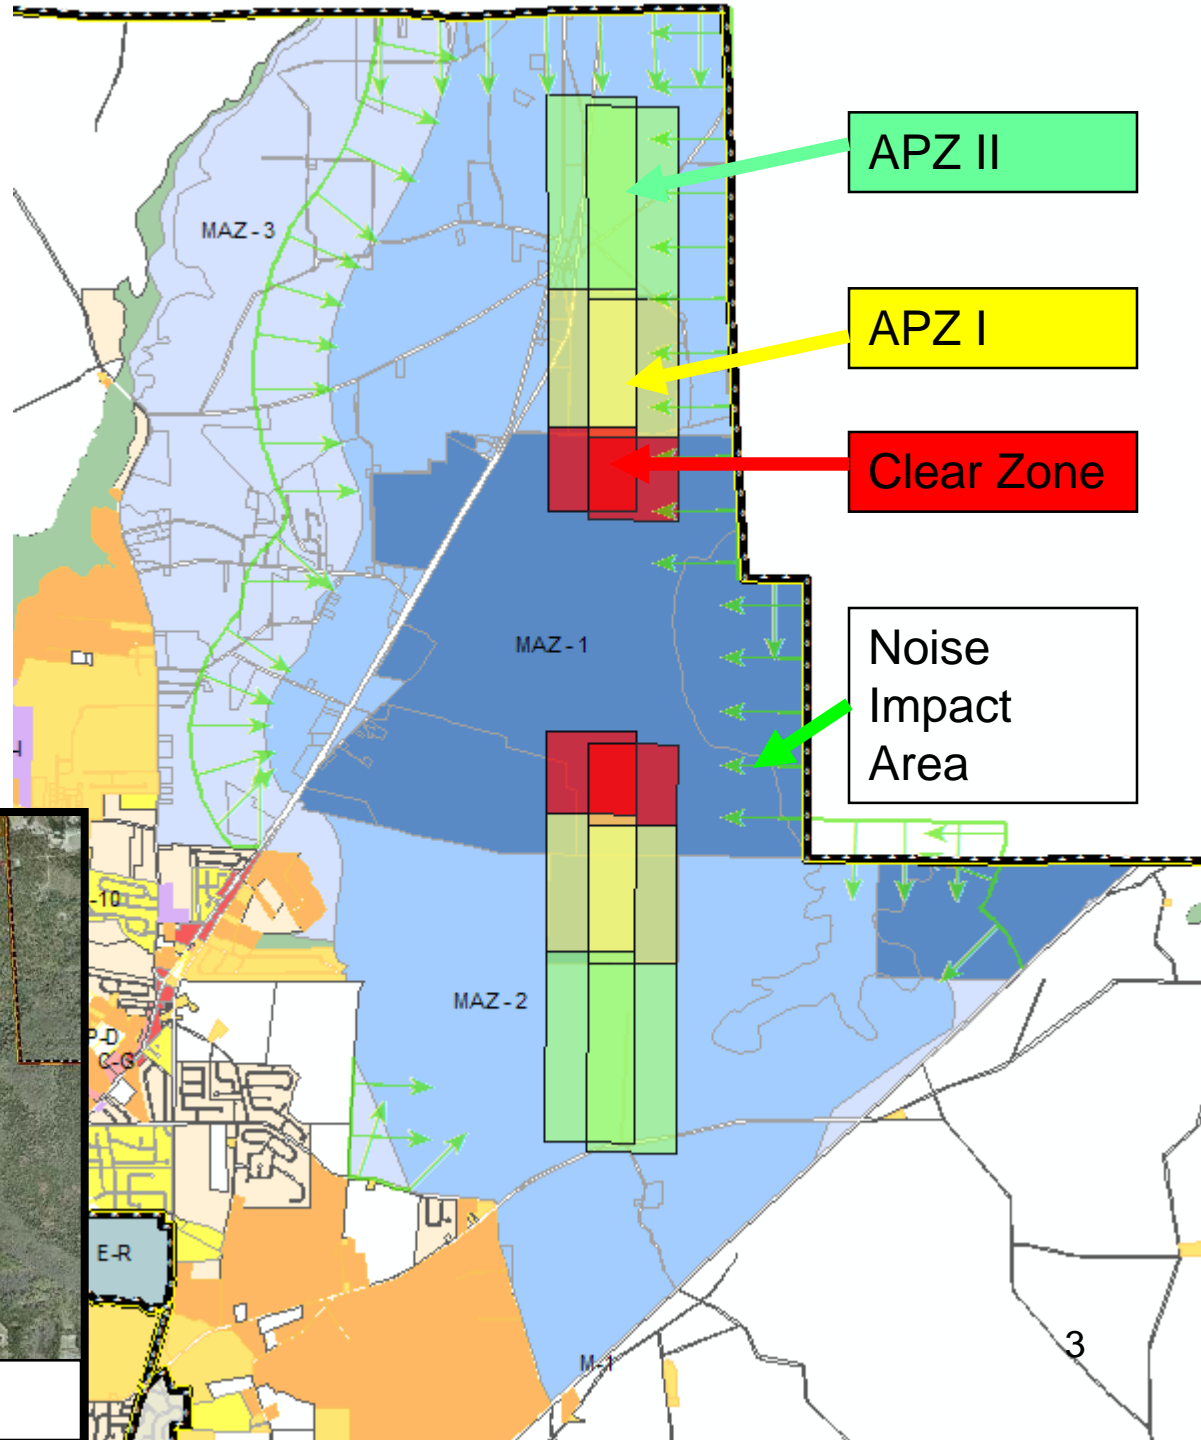 APZ II
MAZ - 3
APZ I
Clear Zone
MAZ - 1
Noise
Impact
Area
-10
MAZ - 2
P-D
C-G
E-R
3
M-1